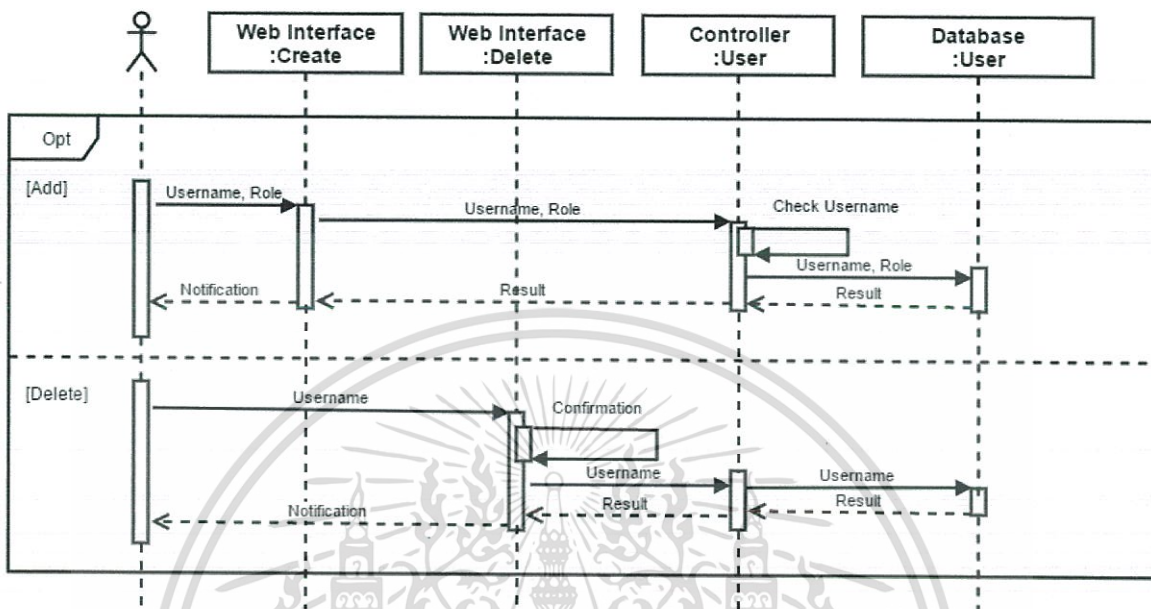 Web Interface
:Create
Web Interface
:Delete
Controller
:User
Database
:User
Opt
[Add]
Username, Role
Username, Role
Check Username
Username, Role
Notification
Result
Result
[Delete]
Username
Confirmation
Username
Username
Notification
Result
Result